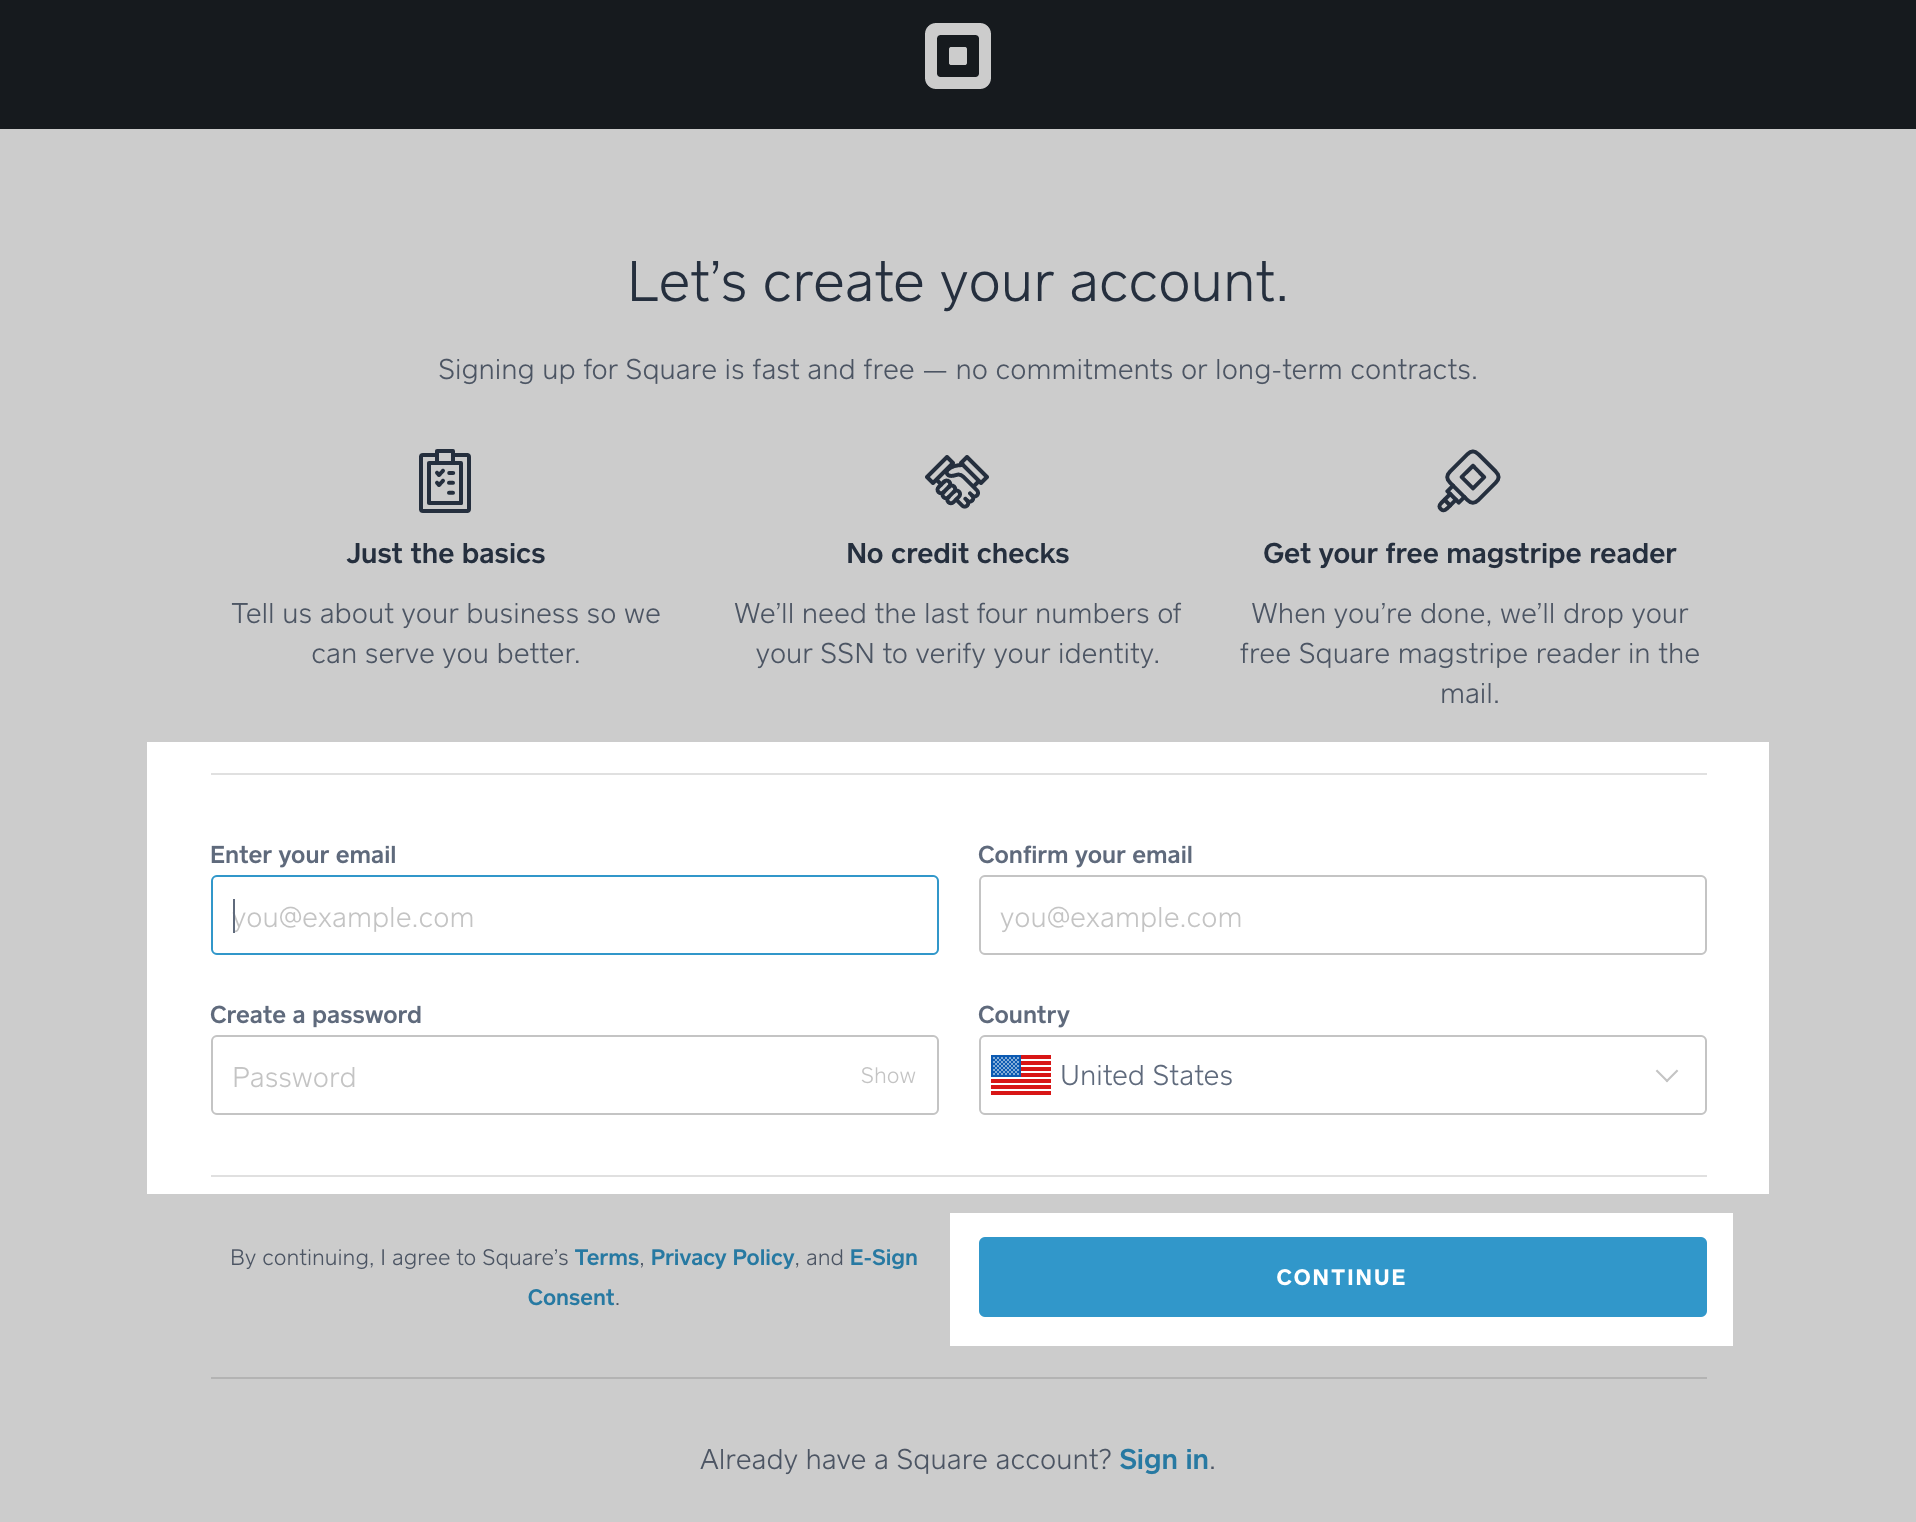 Let’s create your account.
Signing up for Square is fast and free — no commitments or long-term contracts.
Just the basics
Tell us about your business so we
can serve you better.
No credit checks
We’ll need the last four numbers of
your SSN to verify your identity.
Get your free magstripe reader
When you’re done, we’ll drop your
free Square magstripe reader in the
mail.
Enter your email
you@example.com
Confirm your email
you@example.com
Create a password
Password
Show
Country
United States
By continuing, I agree to Square’s Terms, Privacy Policy, and E-Sign
Consent.
CONTINUE
Already have a Square account? Sign in.